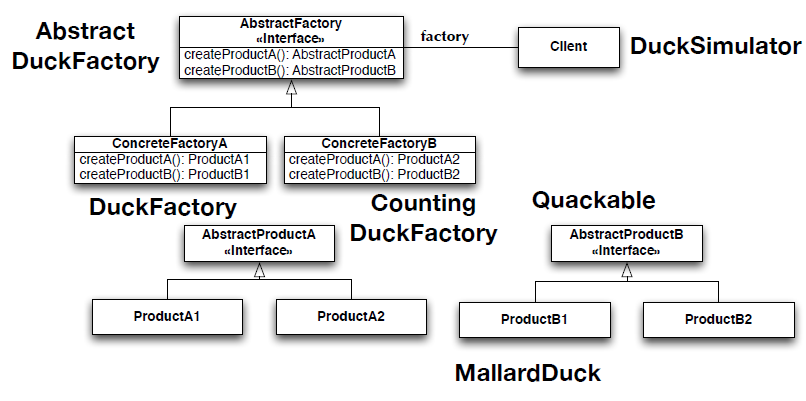 Abstract
DuckFactory
AbstractFactory
«Interface»
createProductA(): AbstractProductA
createProductB(): AbstractProductB
factory
Client
DuckSimulator
ConcreteFactoryA
createProductA(): ProductA1
createProductB(): ProductB1
ConcreteFactoryB
createProductA(): ProductA2
createProductB(): ProductB2
DuckFactory
Counting
DuckFactory
Quackable
AbstractProductA
«Interface»
AbstractProductB
«Interface»
ProductA1
ProductA2
ProductB1
ProductB2
MallardDuck